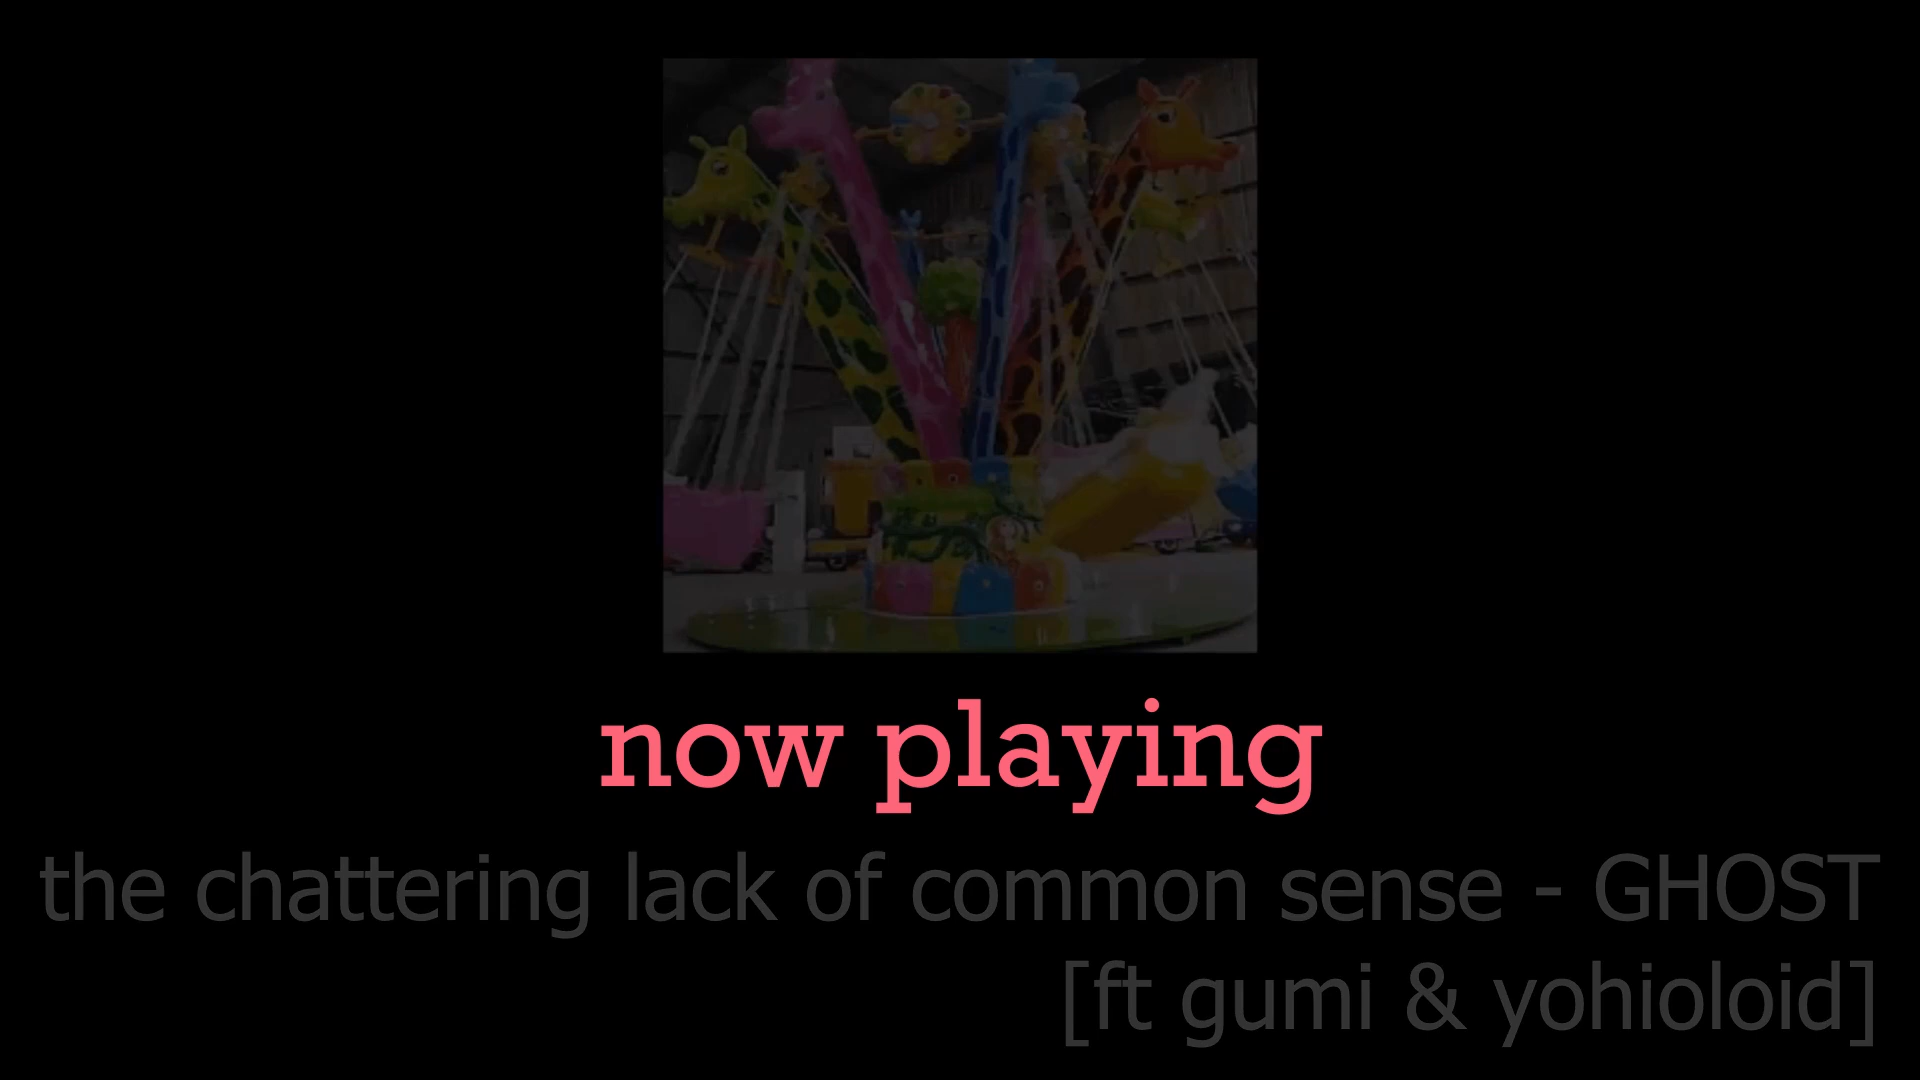 now playing
the chattering lack of common sense - GHOST
[ft gumi & yohioloid]